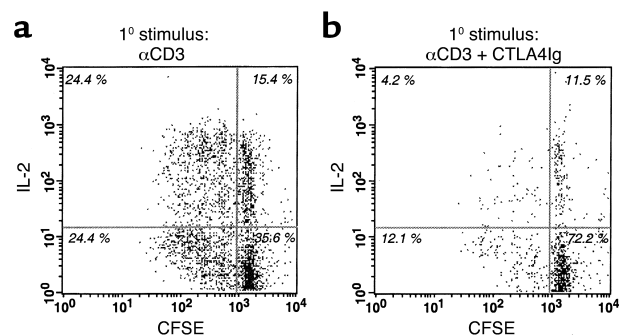 a
1⁰ stimulus:
αCD3
24.4 %
15.4 %
24.4 %
35.6 %
10⁴
10³
10²
10¹
10⁰
IL-2
10⁰ 10¹ 10² 10³ 10⁴
CFSE
b
1⁰ stimulus:
αCD3 + CTLA4Ig
4.2 %
11.5 %
12.1 %
72.2 %
10⁴
10³
10²
10¹
10⁰
IL-2
10⁰ 10¹ 10² 10³ 10⁴
CFSE